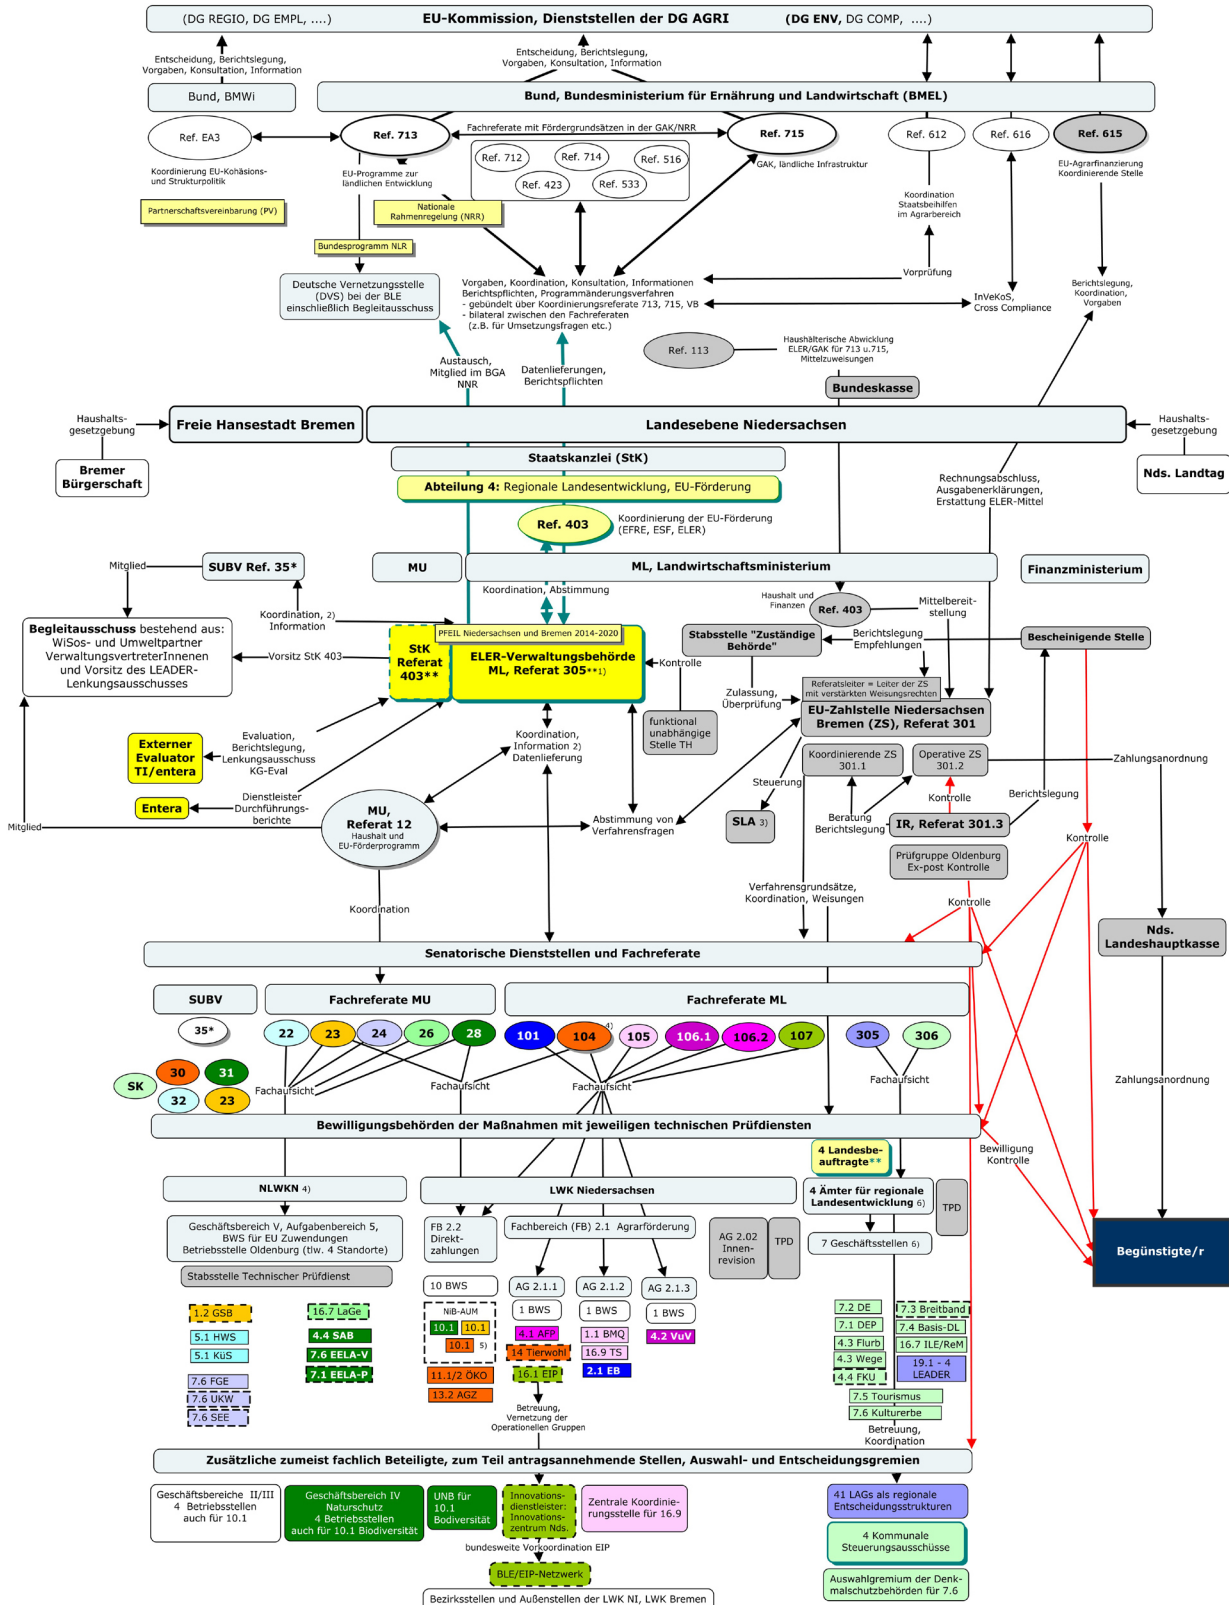 (DG REGIO, DG EMPL, ....) EU-Kommission, Dienststellen der DG AGRI (DG ENV, DG COMP, ....)
Entscheidung, Berichtslegung,
Vorgaben, Konsultation, Information
Entscheidung, Berichtslegung,
Vorgaben, Konsultation, Information
Bund, BMWi
Bund, Bundesministerium für Ernährung und Landwirtschaft (BMEL)
Ref. EA3
Ref. 713
Fachreferate mit Fördergrundsätzen in der GAK/NRR
Ref. 715
Ref. 612
Ref. 616
Ref. 615
Ref. 712
Ref. 714
Ref. 516
Ref. 423
Ref. 533
Koordinierung EU-Kohäsions-
und Strukturpolitik
EU-Programme zur
ländlichen Entwicklung
GAK, ländliche Infrastruktur
EU-Agrarfinanzierung
Koordinierende Stelle
Partnerschaftsvereinbarung (PV)
Nationale
Rahmenregelung (NRR)
Koordination
Staatsbeihilfen
im Agrarbereich
Bundesprogramm NLR
Deutsche Vernetzungsstelle
(DVS) bei der BLE
einschließlich Begleitausschuss
Vorgaben, Koordination, Konsultation, Informationen
Berichtspflichten, Programmänderungsverfahren
- gebündelt über Koordinierungsreferate 713, 715, VB
- bilateral zwischen den Fachreferaten
(z.B. für Umsetzungsfragen etc.)
Vorprüfung
InVeKoS,
Cross Compliance
Berichtslegung,
Koordination,
Vorgaben
Ref. 113
Haushälterische Abwicklung
ELER/GAK für 713 u.715,
Mittelzuweisungen
Austausch,
Mitglied im BGA
NNR
Datenlieferungen,
Berichtspflichten
Bundeskasse
Haushalts-
gesetzgebung
Freie Hansestadt Bremen
Landesebene Niedersachsen
Haushalts-
gesetzgebung
Bremer
Bürgerschaft
Staatskanzlei (StK)
Nds. Landtag
Abteilung 4: Regionale Landesentwicklung, EU-Förderung
Rechnungsabschluss,
Ausgabenerklärungen,
Erstattung ELER-Mittel
Ref. 403
Koordinierung der EU-Förderung
(EFRE, ESF, ELER)
Mitglied
SUBV Ref. 35*
MU
ML, Landwirtschaftsministerium
Finanzministerium
Koordination, Abstimmung
Haushalt und
Finanzen
Ref. 403
Mittelbereit-
stellung
Koordination, 2)
Information
Begleitausschuss bestehend aus:
WiSos- und Umweltpartner
VerwaltungsvertreterInnenen
und Vorsitz des LEADER-
Lenkungsausschusses
Vorsitz StK 403
PFEIL Niedersachsen und Bremen 2014-2020
StK
Referat
403**
ELER-Verwaltungsbehörde
ML, Referat 305**1)
Kontrolle
Stabsstelle "Zuständige
Behörde"
Berichtslegung
Empfehlungen
Bescheinigende Stelle
Zulassung,
Überprüfung
Referatsleiter = Leiter der ZS
mit verstärkten Weisungsrechten
EU-Zahlstelle Niedersachsen
Bremen (ZS), Referat 301
funktional
unabhängige
Stelle TH
Externer
Evaluator
TI/entera
Evaluation,
Berichtslegung,
Lenkungsausschuss
KG-Eval
Koordination,
Information 2)
Datenlieferung
Koordinierende ZS
301.1
Operative ZS
301.2
Zahlungsanordnung
Steuerung
Entera
Dienstleister
Durchführungs-
berichte
Kontrolle
Berichtslegung
Mitglied
MU,
Referat 12
Haushalt und
EU-Förderprogramm
Abstimmung von
Verfahrensfragen
SLA 3)
Beratung
Berichtslegung
IR, Referat 301.3
Kontrolle
Prüfgruppe Oldenburg
Ex-post Kontrolle
Verfahrensgrundsätze,
Koordination, Weisungen
Kontrolle
Koordination
Nds.
Landeshauptkasse
Senatorische Dienststellen und Fachreferate
SUBV
Fachreferate MU
Fachreferate ML
35*
22
23
24
26
28
101
104
4)
105
106.1
106.2
107
305
306
SK
30
31
32
23
Fachaufsicht
Fachaufsicht
Fachaufsicht
Fachaufsicht
Zahlungsanordnung
Bewilligungsbehörden der Maßnahmen mit jeweiligen technischen Prüfdiensten
4 Landesbe-
auftragte**
Bewilligung
Kontrolle
NLWKN 4)
LWK Niedersachsen
4 Ämter für regionale
Landesentwicklung 6)
TPD
Geschäftsbereich V, Aufgabenbereich 5,
BWS für EU Zuwendungen
Betriebsstelle Oldenburg (tlw. 4 Standorte)
FB 2.2
Direkt-
zahlungen
Fachbereich (FB) 2.1 Agrarförderung
AG 2.02
Innen-
revision
TPD
7 Geschäftsstellen 6)
Begünstigte/r
Stabsstelle Technischer Prüfdienst
10 BWS
AG 2.1.1
AG 2.1.2
AG 2.1.3
1 BWS
1 BWS
1 BWS
1.2 GSB
16.7 LaGe
NiB-AUM
10.1
10.1
10.1
5)
4.1 AFP
1.1 BMQ
4.2 VuV
5.1 HWS
4.4 SAB
14 Tierwohl
16.9 TS
5.1 KüS
7.6 EELA-V
11.1/2 ÖKO
16.1 EIP
2.1 EB
7.6 FGE
7.1 EELA-P
13.2 AGZ
7.6 UKW
7.6 SEE
7.2 DE
7.3 Breitband
7.1 DEP
7.4 Basis-DL
4.3 Flurb
16.7 ILE/ReM
4.3 Wege
19.1 - 4
LEADER
4.4 FKU
7.5 Tourismus
7.6 Kulturerbe
Betreuung,
Vernetzung der
Operationellen Gruppen
Betreuung,
Koordination
Zusätzliche zumeist fachlich Beteiligte, zum Teil antragsannehmende Stellen, Auswahl- und Entscheidungsgremien
Geschäftsbereiche II/III
4 Betriebsstellen
auch für 10.1
Geschäftsbereich IV
Naturschutz
4 Betriebsstellen
auch für 10.1 Biodiversität
UNB für
10.1
Biodiversität
Innovations-
dienstleister:
Innovations-
zentrum Nds.
Zentrale Koordinie-
rungsstelle für 16.9
41 LAGs als regionale
Entscheidungsstrukturen
4 Kommunale
Steuerungsausschüsse
bundesweite Vorkoordination EIP
BLE/EIP-Netzwerk
Auswahlgremium der Denk-
malschutzbehörden für 7.6
Bezirksstellen und Außenstellen der LWK NI, LWK Bremen